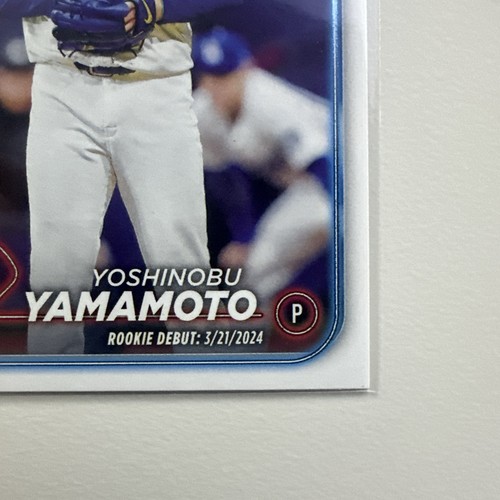 YOSHINOBU
YAMAMOTO
P
ROOKIE DEBUT: 3/21/2024